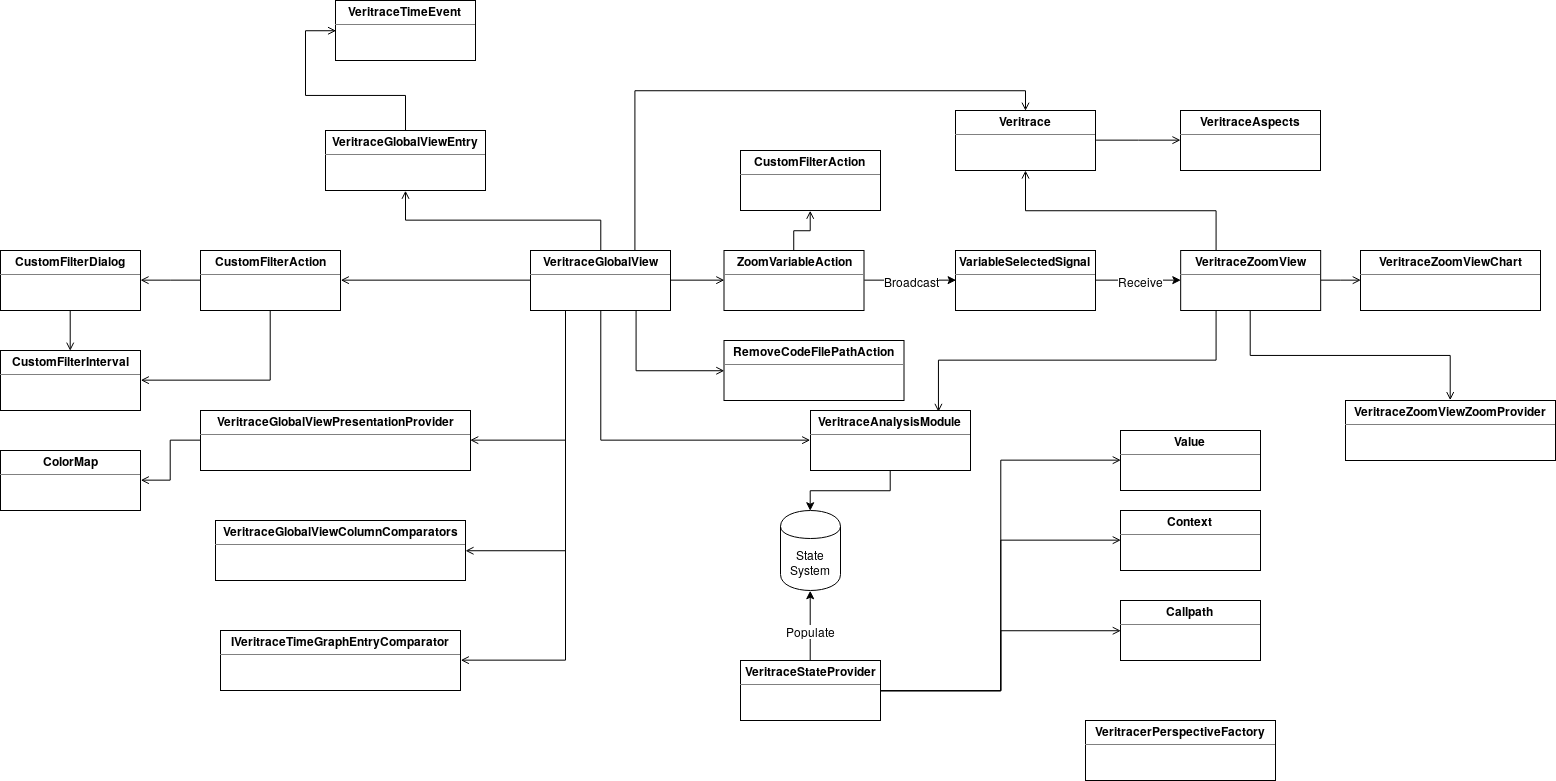 VeritraceTimeEvent
VeritraceGlobalViewEntry
Veritrace
VeritraceAspects
CustomFilterAction
CustomFilterDialog
CustomFilterAction
VeritraceGlobalView
ZoomVariableAction
Broadcast
VariableSelectedSignal
Receive
VeritraceZoomView
VeritraceZoomViewChart
CustomFilterInterval
RemoveCodeFilePathAction
VeritraceGlobalViewPresentationProvider
VeritraceAnalysisModule
VeritraceZoomViewZoomProvider
ColorMap
Value
VeritraceGlobalViewColumnComparators
State
System
Context
Callpath
Populate
IVeritraceTimeGraphEntryComparator
VeritraceStateProvider
VeritracerPerspectiveFactory